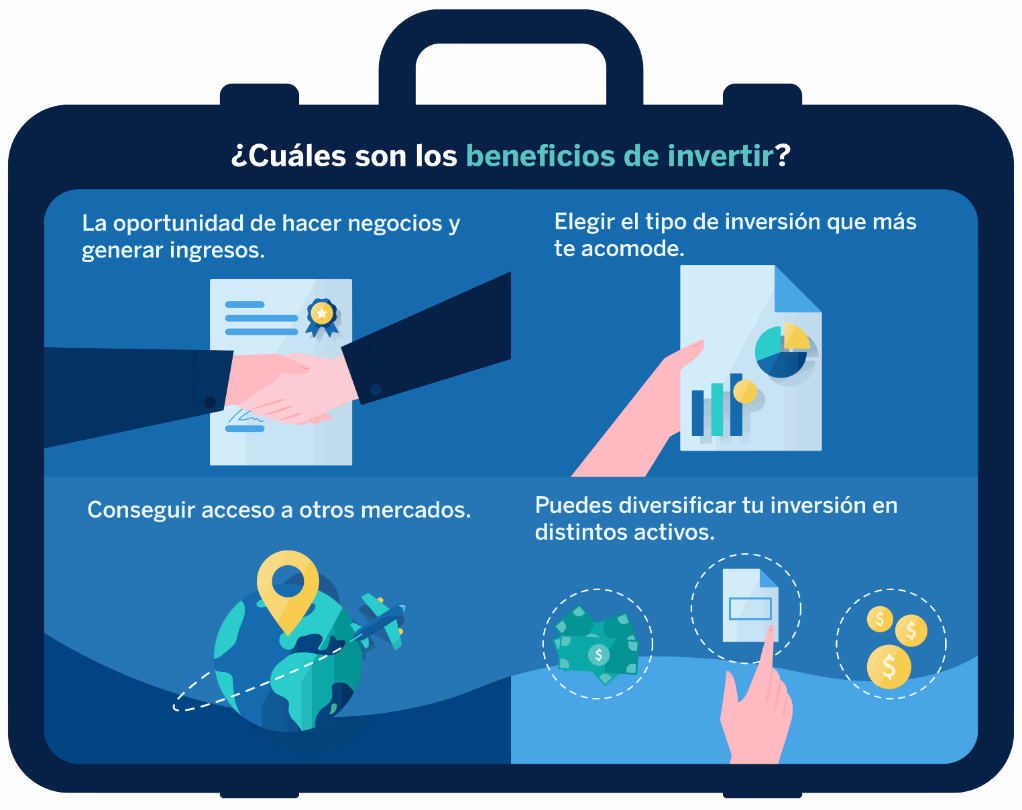 ¿Cuáles son los beneficios de invertir?
La oportunidad de hacer negocios y
generar ingresos.
Elegir el tipo de inversión que más
te acomode.
Conseguir acceso a otros mercados.
Puedes diversificar tu inversión en
distintos activos.
$
$
$
$